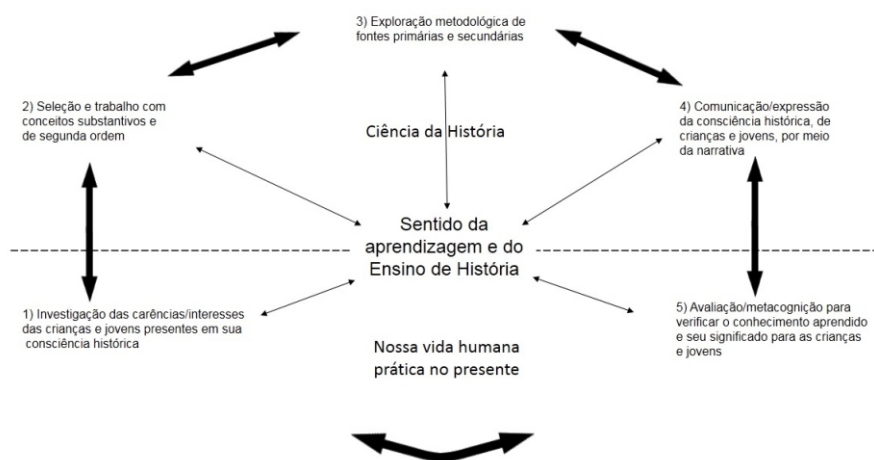 3) Exploração metodológica de
fontes primárias e secundárias
2) Seleção e trabalho com
conceitos substantivos e
de segunda ordem
4) Comunicação/expressão
da consciência histórica, de
crianças e jovens, por meio
da narrativa
Ciência da História
Sentido da
aprendizagem e do
Ensino de História
1) Investigação das carências/interesses
das crianças e jovens presentes em sua
consciência histórica
5) Avaliação/metacognição para
verificar o conhecimento aprendido
e seu significado para as crianças
e jovens
Nossa vida humana
prática no presente